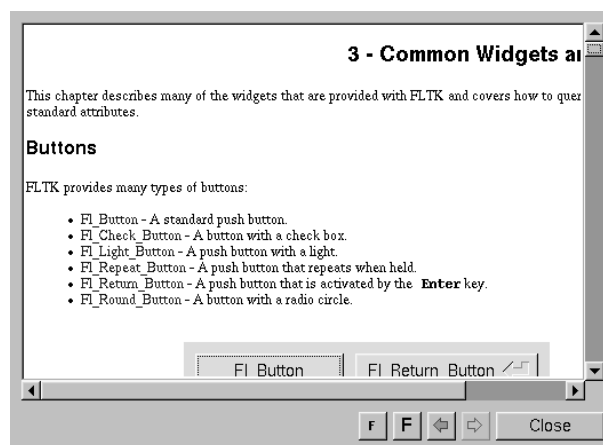 3 - Common Widgets a
This chapter describes many of the widgets that are provided with FLTK and covers how to quer
standard attributes.
Buttons
FLTK provides many types of buttons:
• Fl_Button - A standard push button.
• Fl_Check_Button - A button with a check box.
• Fl_Light_Button - A push button with a light.
• Fl_Repeat_Button - A push button that repeats when held.
• Fl_Return_Button - A push button that is activated by the Enter key.
• Fl_Round_Button - A button with a radio circle.
Fl_Button Fl_Return_Button
F F Close